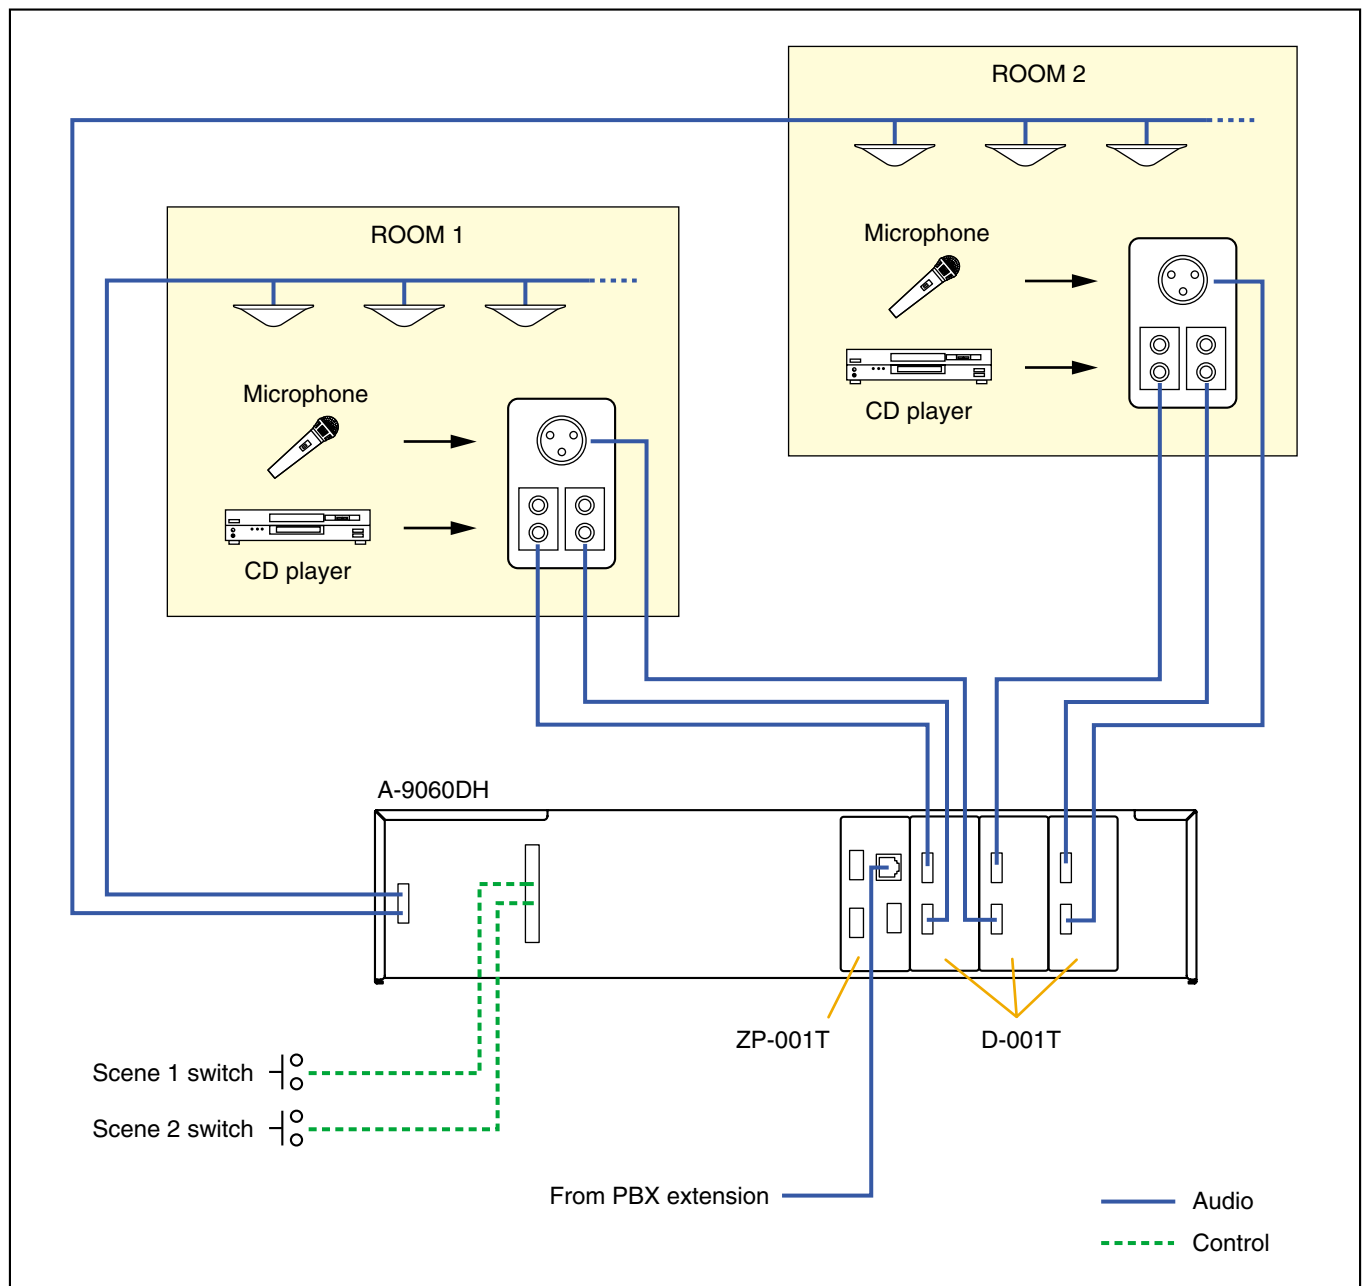 ROOM 2
Microphone
CD player
ROOM 1
Microphone
CD player
A-9060DH
ZP-001T
D-001T
Scene 1 switch
Scene 2 switch
From PBX extension
Audio
Control